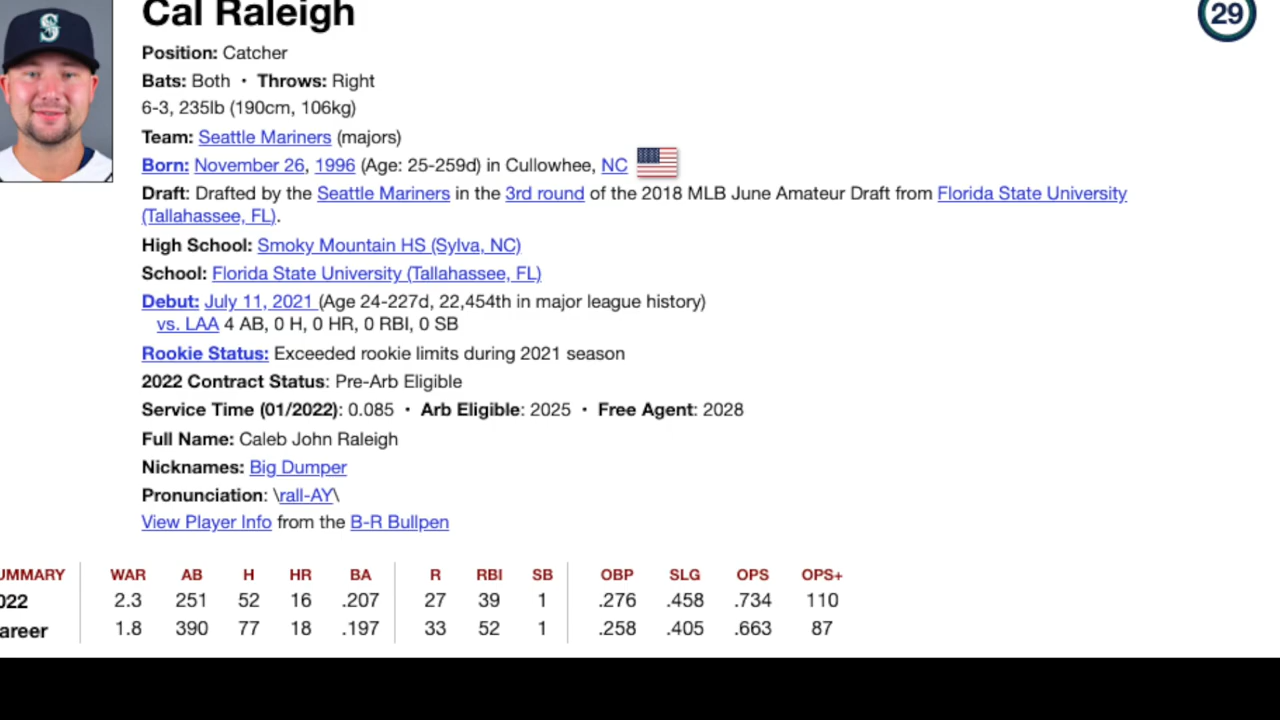 Cal Raleigh
29
S
Position: Catcher
Bats: Both • Throws: Right
6-3, 235lb (190cm, 106kg)
Team: Seattle Mariners (majors)
Born: November 26, 1996 (Age: 25-259d) in Cullowhee, NC
Draft: Drafted by the Seattle Mariners in the 3rd round of the 2018 MLB June Amateur Draft from Florida State University
(Tallahassee, FL).
High School: Smoky Mountain HS (Sylva, NC)
School: Florida State University (Tallahassee, FL)
Debut: July 11, 2021 (Age 24-227d, 22,454th in major league history)
vs. LAA 4 AB, 0 H, 0 HR, 0 RBI, 0 SB
Rookie Status: Exceeded rookie limits during 2021 season
2022 Contract Status: Pre-Arb Eligible
Service Time (01/2022): 0.085 • Arb Eligible: 2025 • Free Agent: 2028
Full Name: Caleb John Raleigh
Nicknames: Big Dumper
Pronunciation: \rall-AY\
View Player Info from the B-R Bullpen
UMMARY WAR AB H HR BA R RBI SB OBP SLG OPS OPS+
022 2.3 251 52 16 .207 27 39 1 .276 .458 .734 110
areer 1.8 390 77 18 .197 33 52 1 .258 .405 .663 87